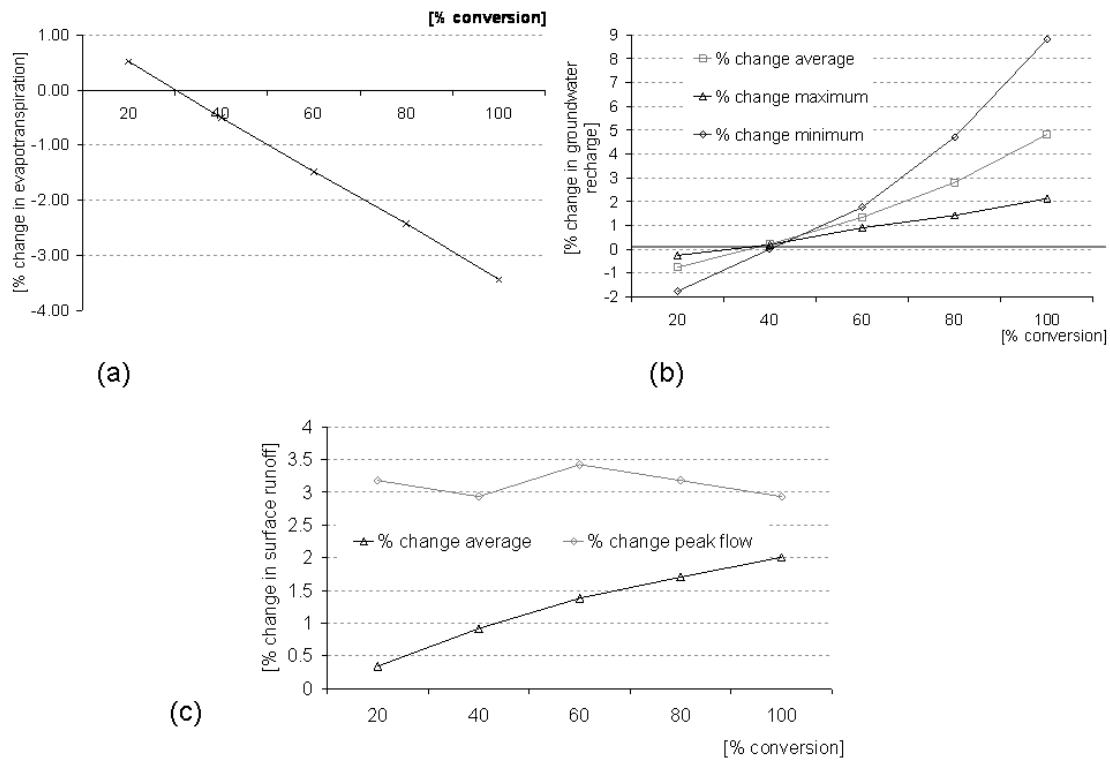 [% conversion]
1.00
0.00
-1.00
-2.00
-3.00
-4.00
20 40 60 80 100
[% change in evapotranspiration]
(a)
9
8
7
6
5
4
3
2
1
0
-1
-2
[% change in groundwater
recharge]
% change average
% change maximum
% change minimum
20 40 60 80 100
[% conversion]
(b)
4
3.5
3
2.5
2
1.5
1
0.5
0
[% change in surface runoff]
% change average % change peak flow
20 40 60 80 100
[% conversion]
(c)